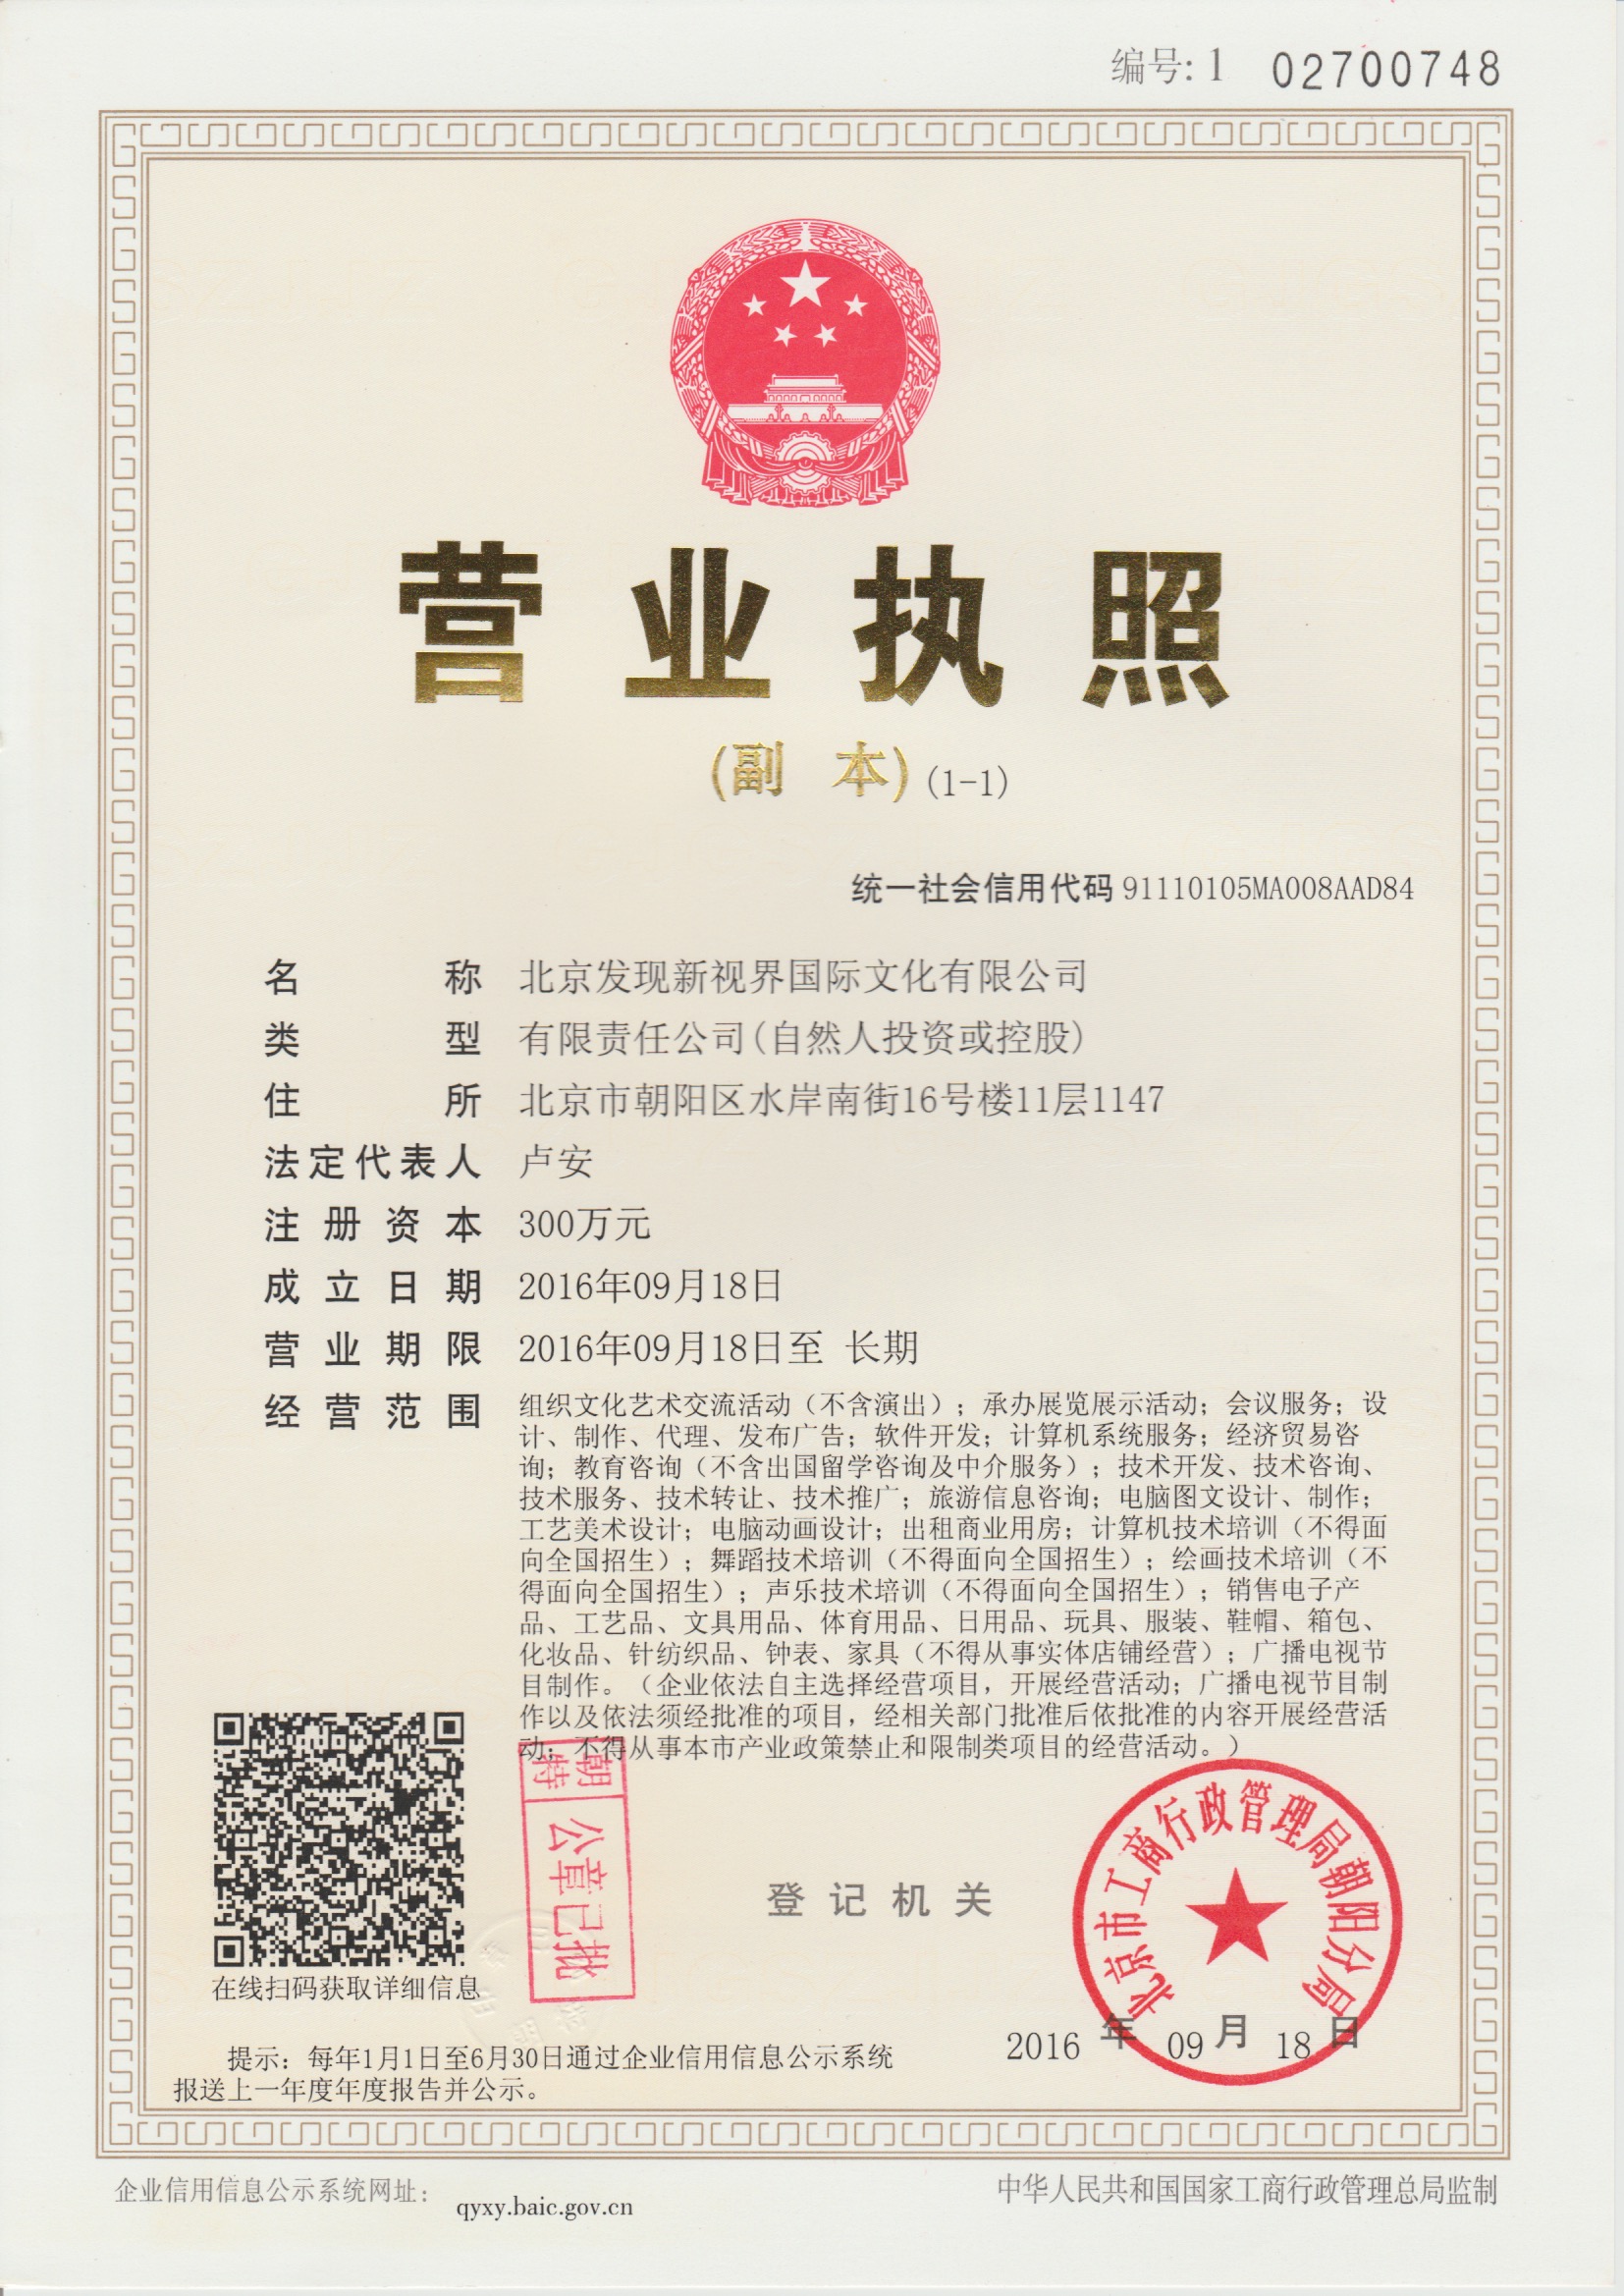 编号: 1 02700748
营业执照
(副 本) (1-1)
统一社会信用代码 91110105MA008AAD84
名 称 北京发现新视界国际文化有限公司
类 型 有限责任公司(自然人投资或控股)
住 所 北京市朝阳区水岸南街16号楼11层1147
法定代表人 卢安
注册资本 300万元
成立日期 2016年09月18日
营业期限 2016年09月18日至 长期
经营范围 组织文化艺术交流活动（不含演出）；承办展览展示活动；会议服务；设
计、制作、代理、发布广告；软件开发；计算机系统服务；经济贸易咨
询；教育咨询（不含出国留学咨询及中介服务）；技术开发、技术咨询、
技术服务、技术转让、技术推广；旅游信息咨询；电脑图文设计、制作；
工艺美术设计；电脑动画设计；出租商业用房；计算机技术培训（不得面
向全国招生）；舞蹈技术培训（不得面向全国招生）；绘画技术培训（不
得面向全国招生）；声乐技术培训（不得面向全国招生）；销售电子产
品、工艺品、文具用品、体育用品、日用品、玩具、服装、鞋帽、箱包、
化妆品、针纺织品、钟表、家具（不得从事实体店铺经营）；广播电视节
目制作。（企业依法自主选择经营项目，开展经营活动；广播电视节目制
作以及依法须经批准的项目，经相关部门批准后依批准的内容开展经营活
动；不得从事本市产业政策禁止和限制类项目的经营活动。）
朝特
公章已批
登记机关
北京市工商行政管理局朝阳分局
2016 年 09 月 18 日
在线扫码获取详细信息
提示：每年1月1日至6月30日通过企业信用信息公示系统
报送上一年度年度报告并公示。
企业信用信息公示系统网址： qyxy.baic.gov.cn
中华人民共和国国家工商行政管理总局监制